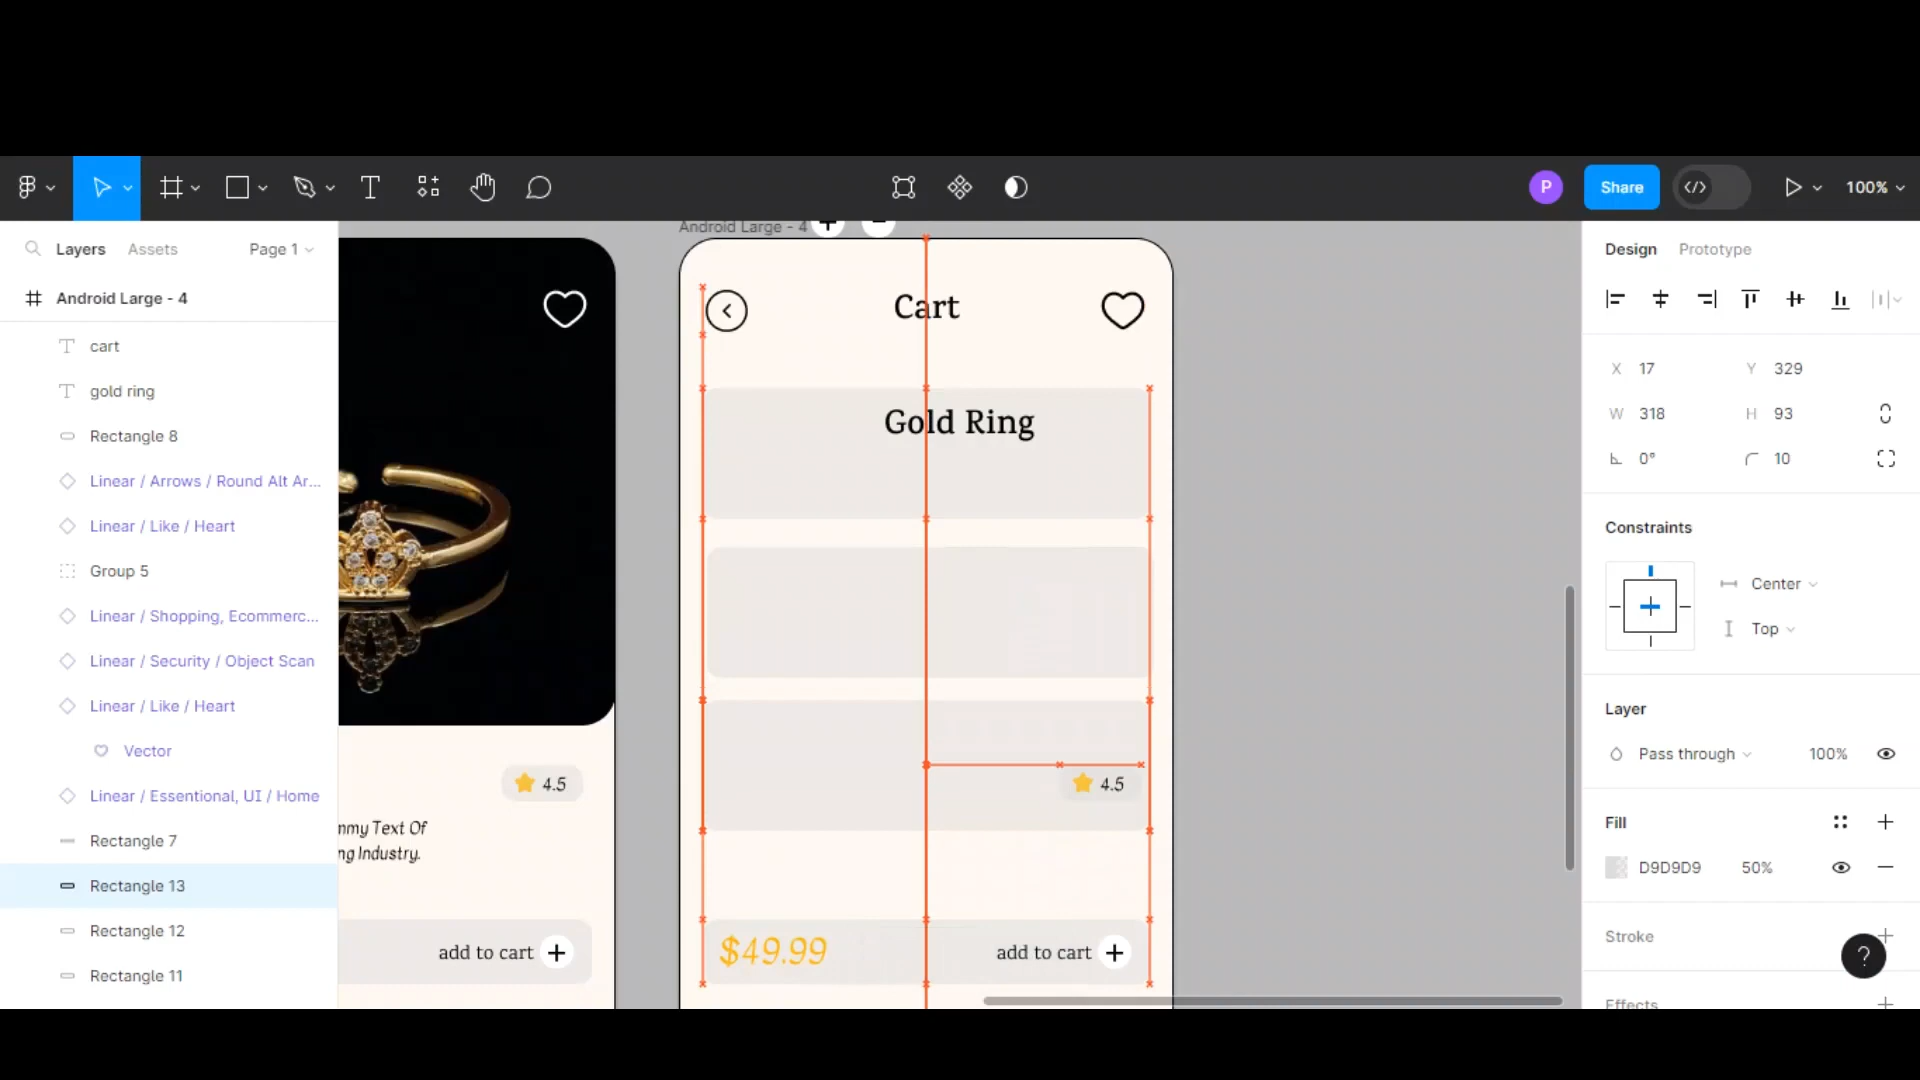 P
Share
100%
Layers
Assets
Page 1
Android Large - 4
cart
gold ring
Rectangle 8
Linear / Arrows / Round Alt Ar...
Linear / Like / Heart
Group 5
Linear / Shopping, Ecommerc...
Linear / Security / Object Scan
Linear / Like / Heart
Vector
Linear / Essentional, UI / Home
Rectangle 7
Rectangle 13
Rectangle 12
Rectangle 11
4.5
mmy Text Of
ng Industry.
add to cart
Android Large - 4
Cart
Gold Ring
4.5
$49.99
add to cart
Design
Prototype
X 17
Y 329
W 318
H 93
0°
10
Constraints
Center
Top
Layer
Pass through
100%
Fill
D9D9D9
50%
Stroke
?
Effects